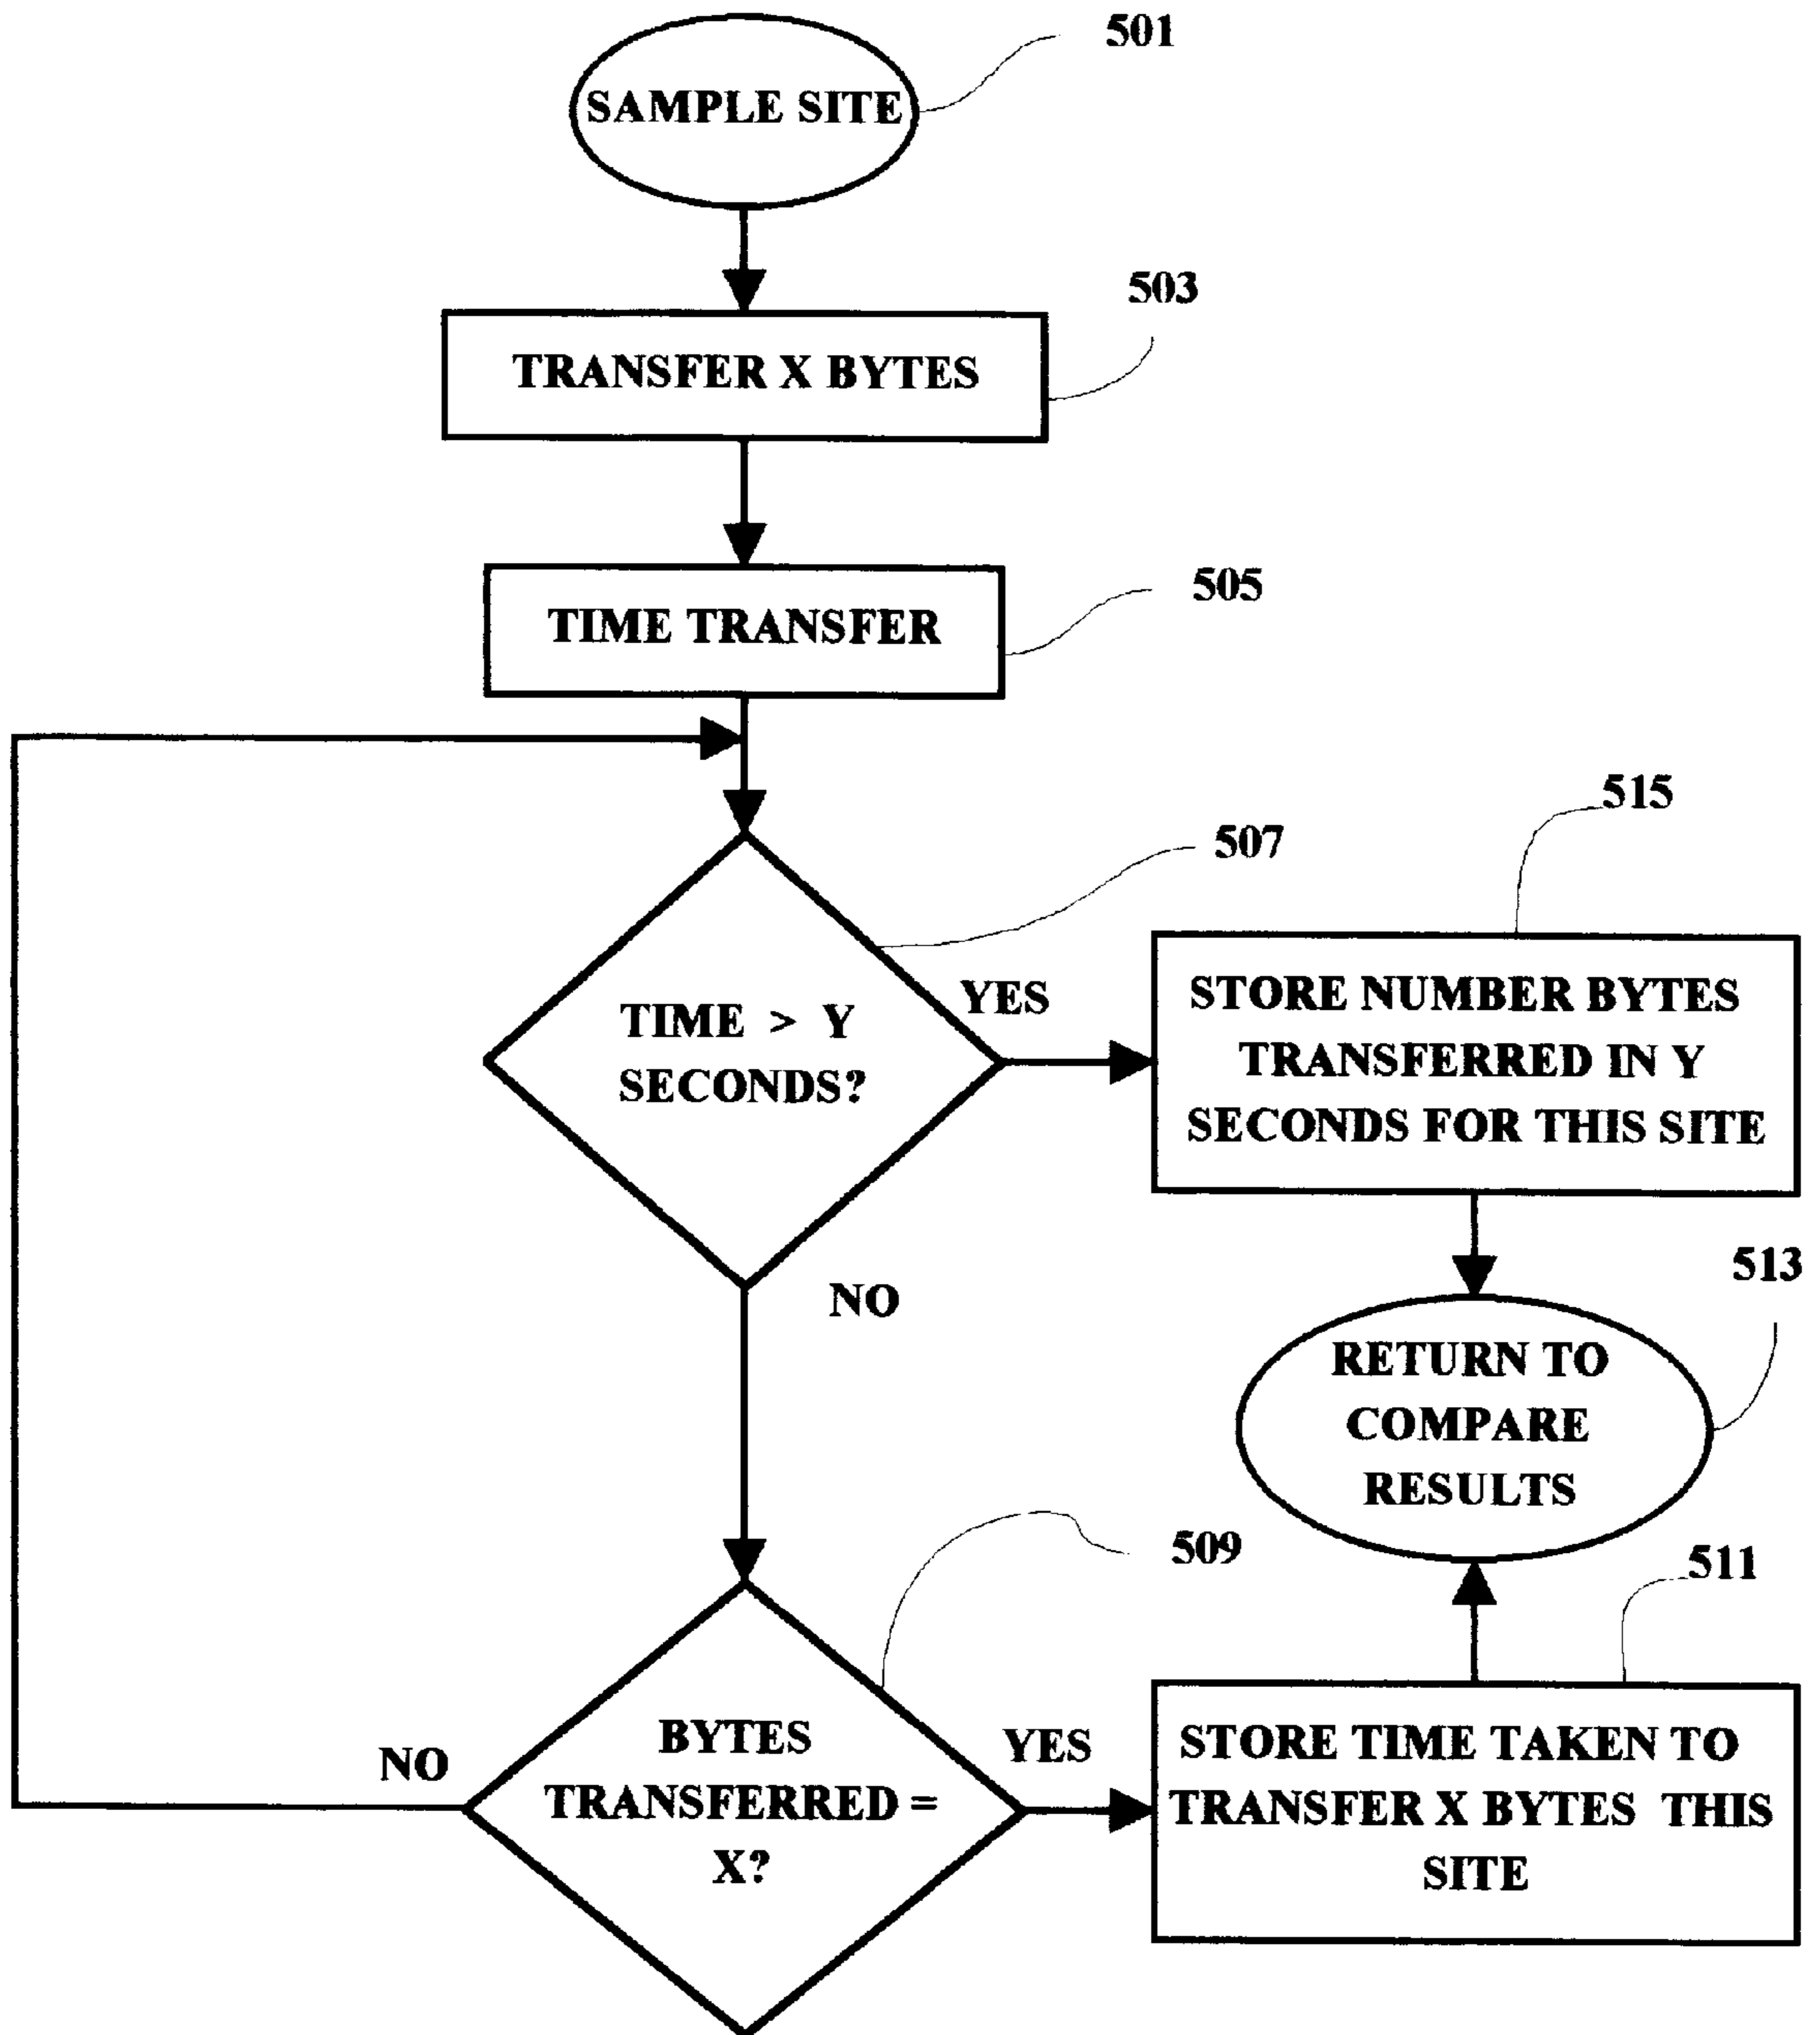 501
SAMPLE SITE
503
TRANSFER X BYTES
505
TIME TRANSFER
507
TIME > Y
SECONDS?
YES
NO
515
STORE NUMBER BYTES
TRANSFERRED IN Y
SECONDS FOR THIS SITE
513
RETURN TO
COMPARE
RESULTS
509
BYTES
TRANSFERRED =
X?
NO
YES
511
STORE TIME TAKEN TO
TRANSFER X BYTES THIS
SITE